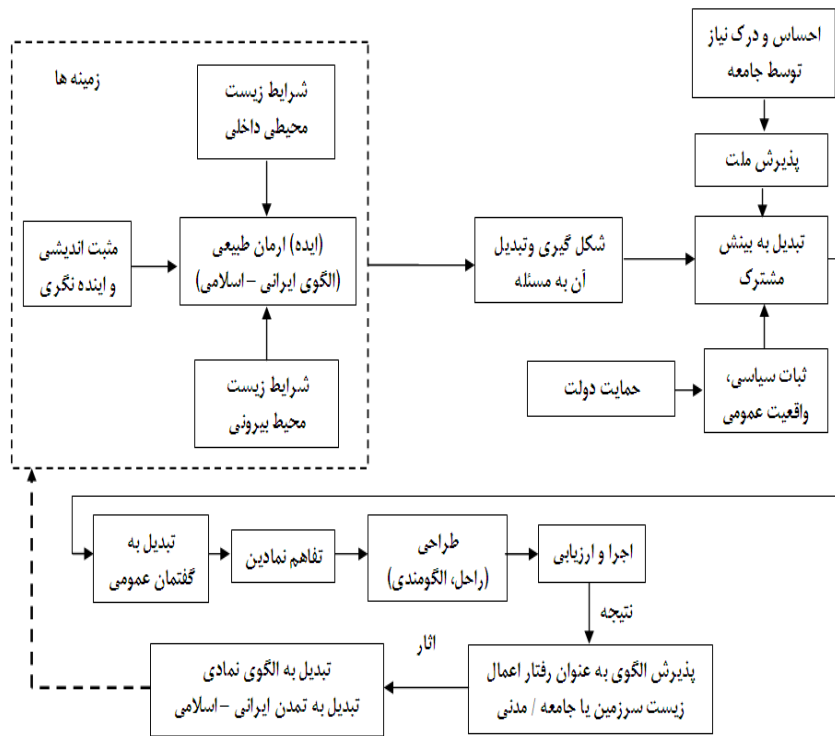 احساس و درک نیاز
توسط جامعه
پذیرش ملت
تبدیل به بینش
مشترک
ثبات سیاسی،
واقعیت عمومی
حمایت دولت
شکل گیری وتبدیل
آن به مسئله
زمینه ها
شرایط زیست
محیطی داخلی
(ایده) ارمان طبیعی
(الگوی ایرانی – اسلامی)
مثبت اندیشی
و اینده نگری
شرایط زیست
محیط بیرونی
تبدیل به
گفتمان عمومی
تفاهم نمادین
طراحی
(راحل، الگومندی)
اجرا و ارزیابی
نتیجه
پذیرش الگوی به عنوان رفتار اعمال
زیست سرزمین یا جامعه / مدنی
اثار
تبدیل به الگوی نمادی
تبدیل به تمدن ایرانی – اسلامی